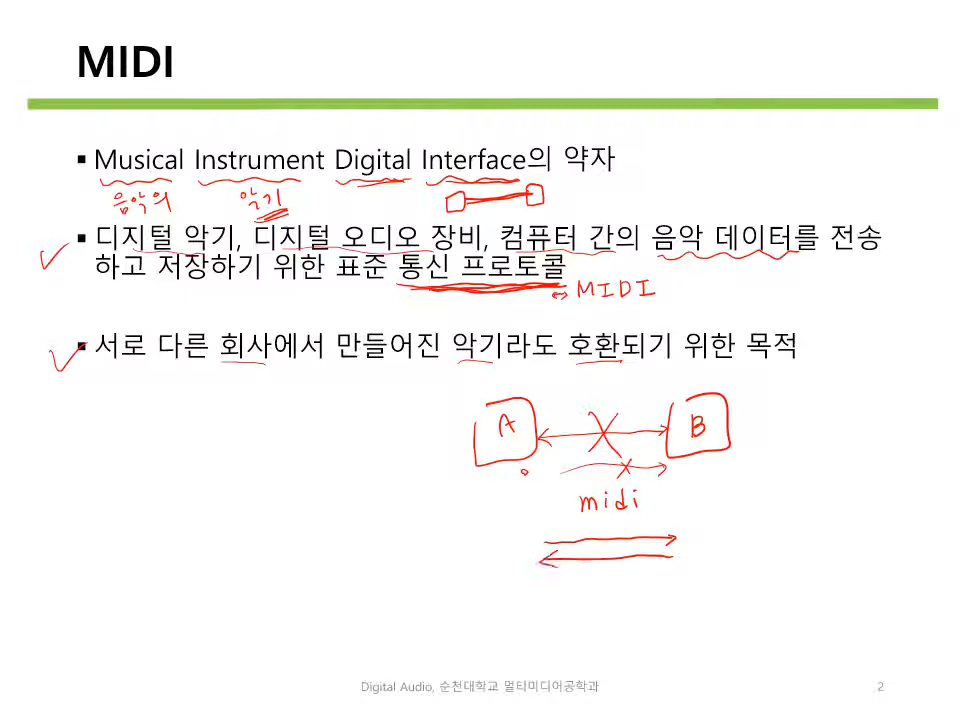 MIDI
▪ Musical Instrument Digital Interface의 약자
음악의 악기
▪ 디지털 악기, 디지털 오디오 장비, 컴퓨터 간의 음악 데이터를 전송
하고 저장하기 위한 표준 통신 프로토콜
↔ MIDI
▪ 서로 다른 회사에서 만들어진 악기라도 호환되기 위한 목적
A B
midi
Digital Audio, 순천대학교 멀티미디어공학과 2